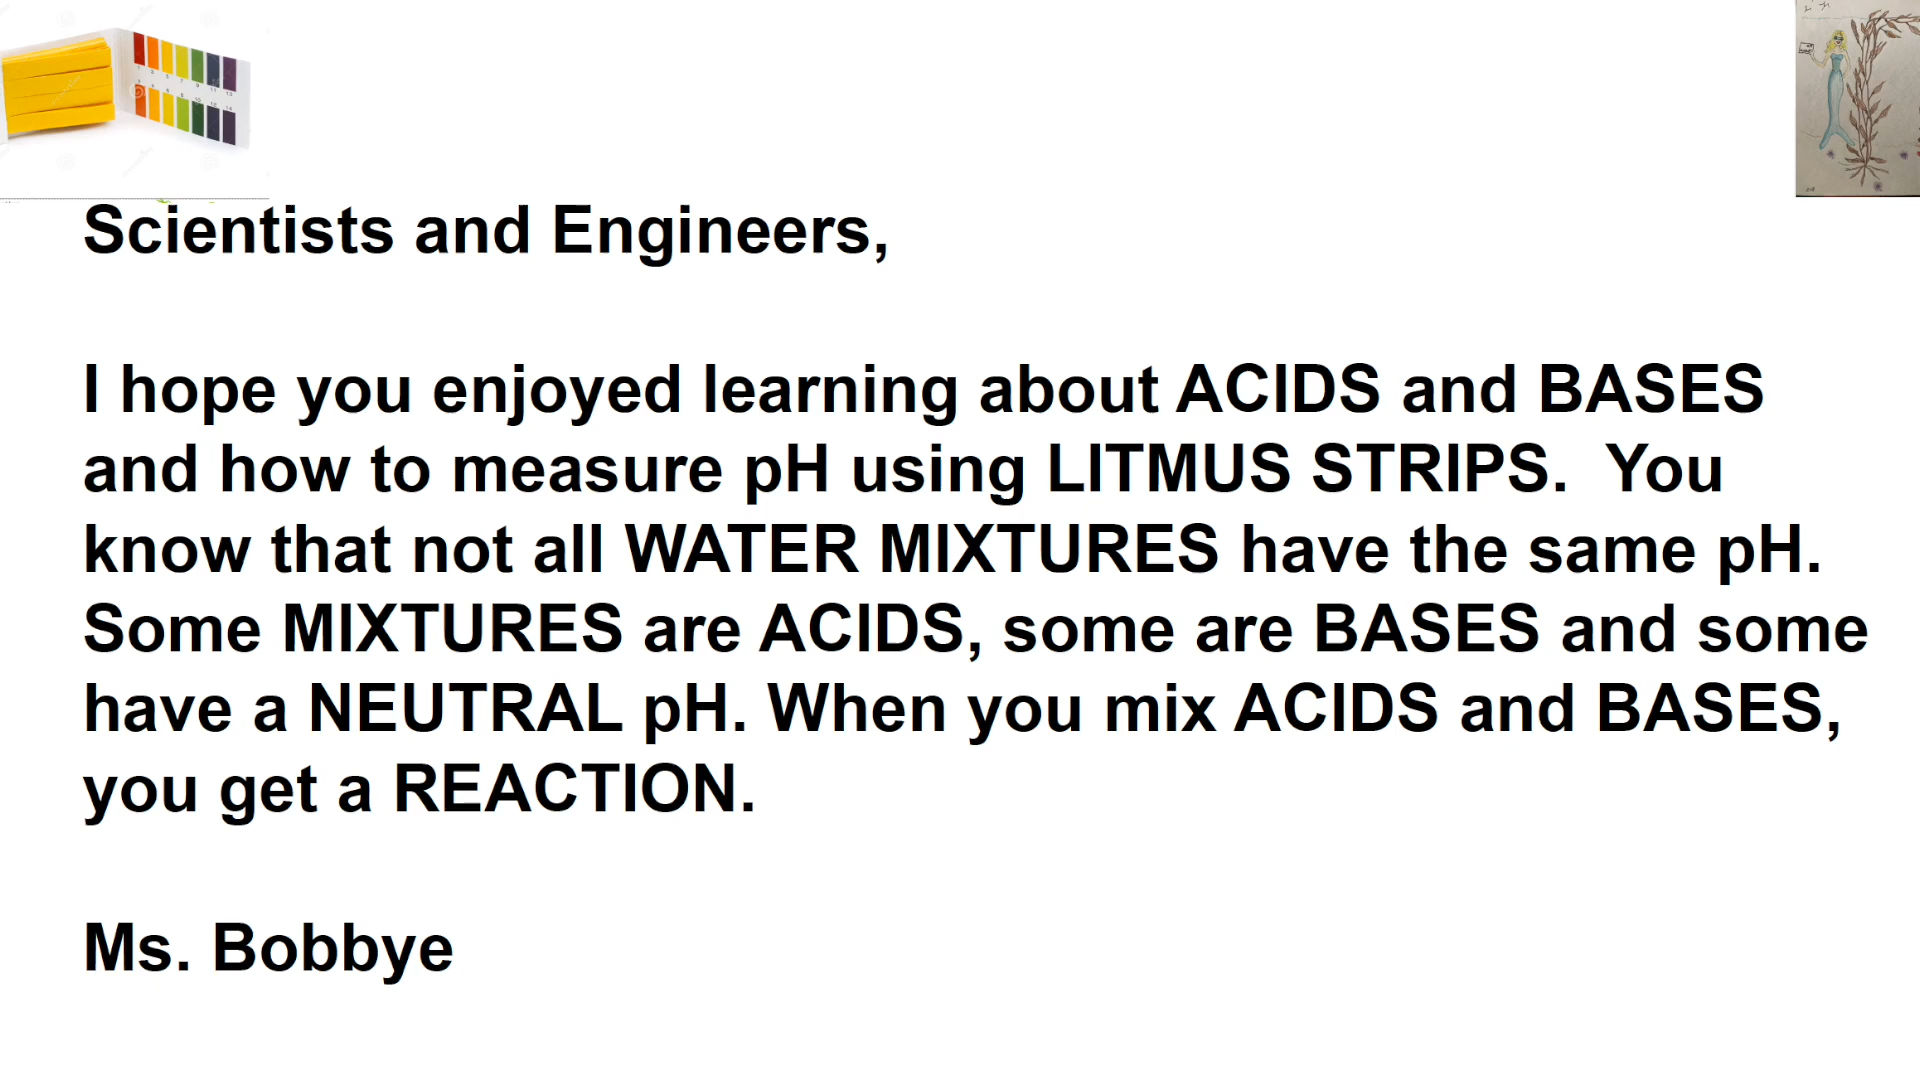 Scientists and Engineers,
I hope you enjoyed learning about ACIDS and BASES
and how to measure pH using LITMUS STRIPS.  You
know that not all WATER MIXTURES have the same pH.
Some MIXTURES are ACIDS, some are BASES and some
have a NEUTRAL pH. When you mix ACIDS and BASES,
you get a REACTION.
Ms. Bobbye